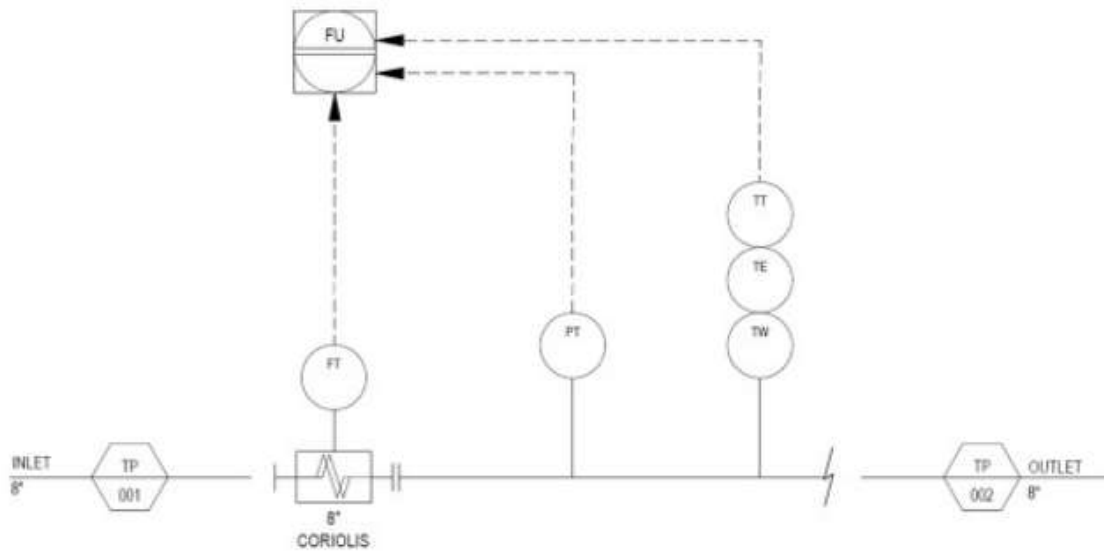 FU
TT
TE
TW
PT
FT
INLET
8"
TP
001
8"
CORIOLIS
TP
002
OUTLET
8"